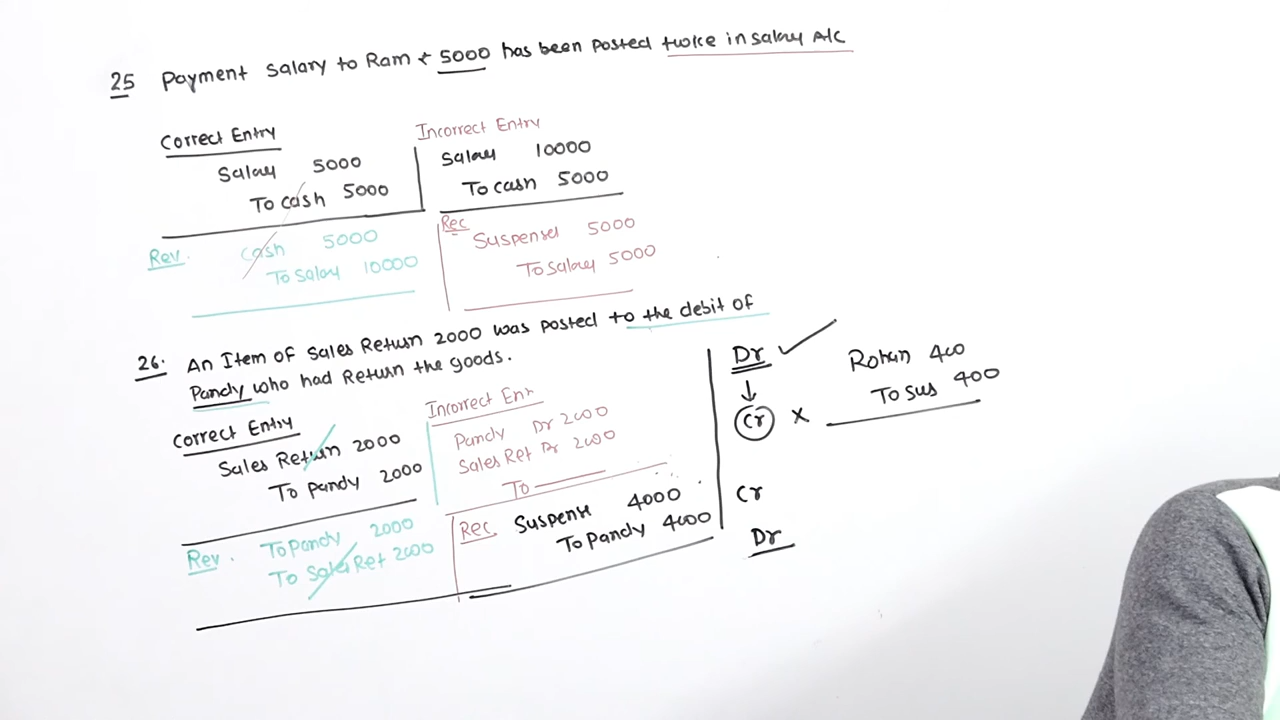 25 Payment salary to Ram ₹ 5000 has been posted twice in salary A/c
Correct Entry
Salary 5000
To cash 5000
Incorrect Entry
Salary 10000
To cash 5000
Rev. Cash 5000
To salary 10000
Rec
Suspense 5000
To salary 5000
26. An Item of Sales Return 2000 was posted to the debit of
Pandy who had Return the goods.
Correct Entry
Sales Return 2000
To Pandy 2000
Incorrect Ent
Pandy Dr 2000
Sales Ret Dr 2000
To
Rev. To Pandy 2000
To Sales Ret 2000
Rec Suspense 4000
To Pandy 4000
Dr ✓
↓
Cr ×
Rohan 400
To Sus 400
Cr
Dr